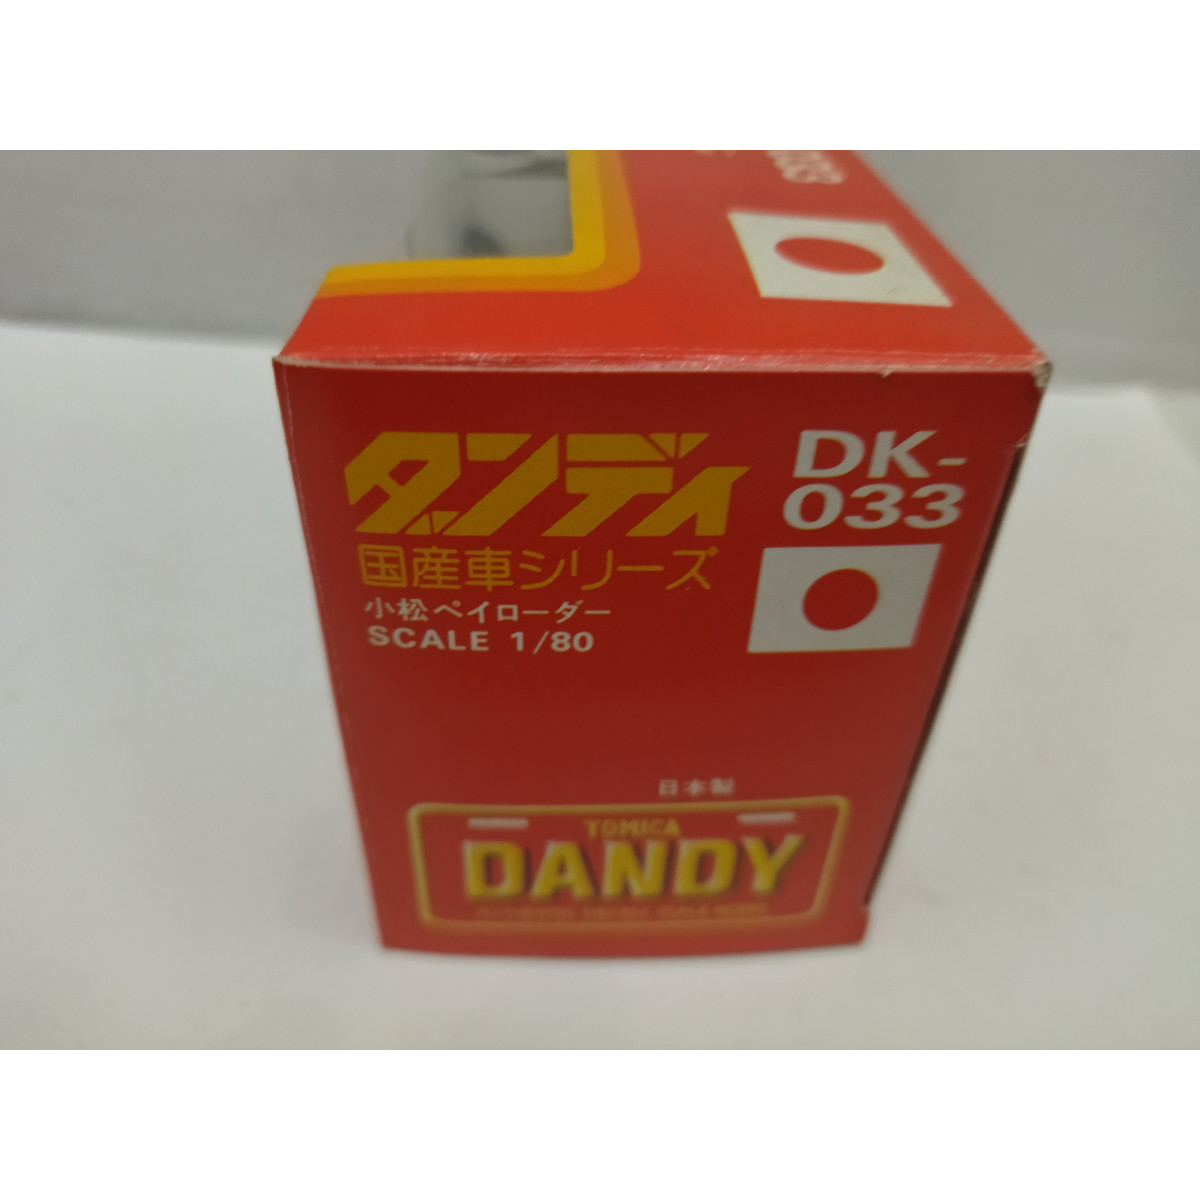 033
ダンディ
DK-
033
国産車シリーズ
小松ペイローダー
SCALE 1/80
日本製
TOMICA
DANDY